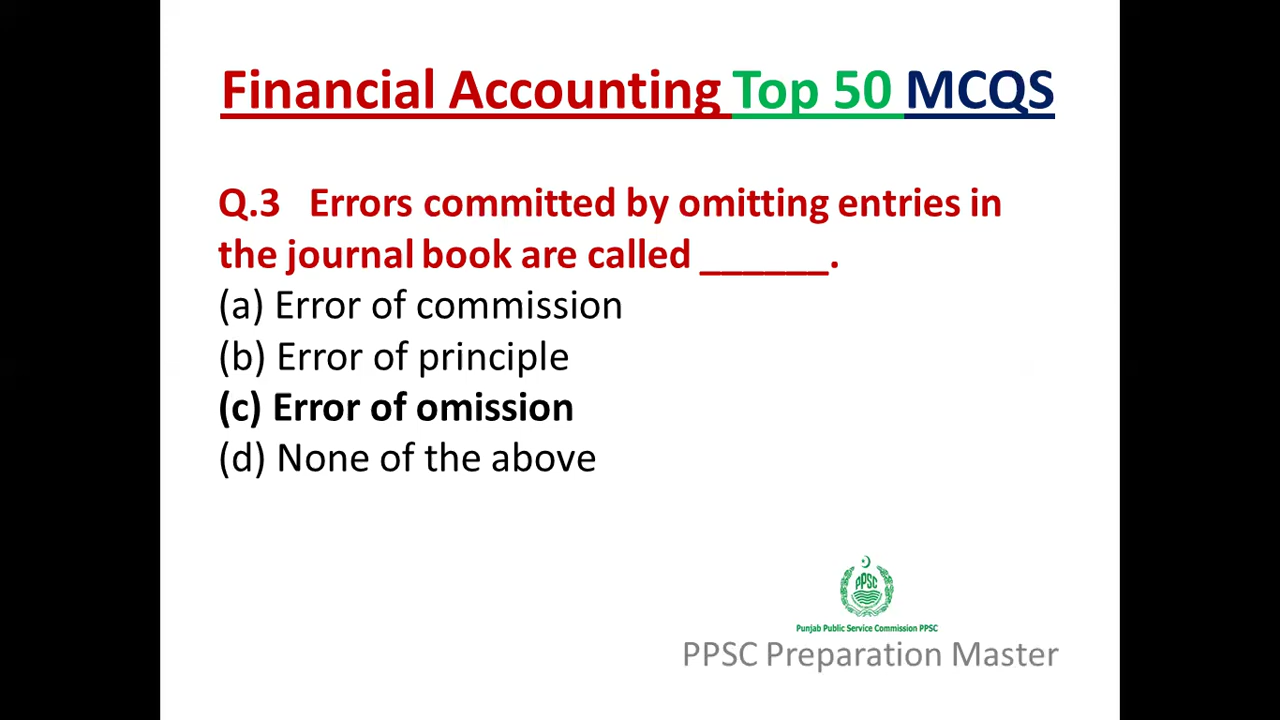 Financial Accounting Top 50 MCQS
Q.3 Errors committed by omitting entries in
the journal book are called ______.
(a) Error of commission
(b) Error of principle
(c) Error of omission
(d) None of the above
PPSC
Punjab Public Service Commission PPSC
PPSC Preparation Master